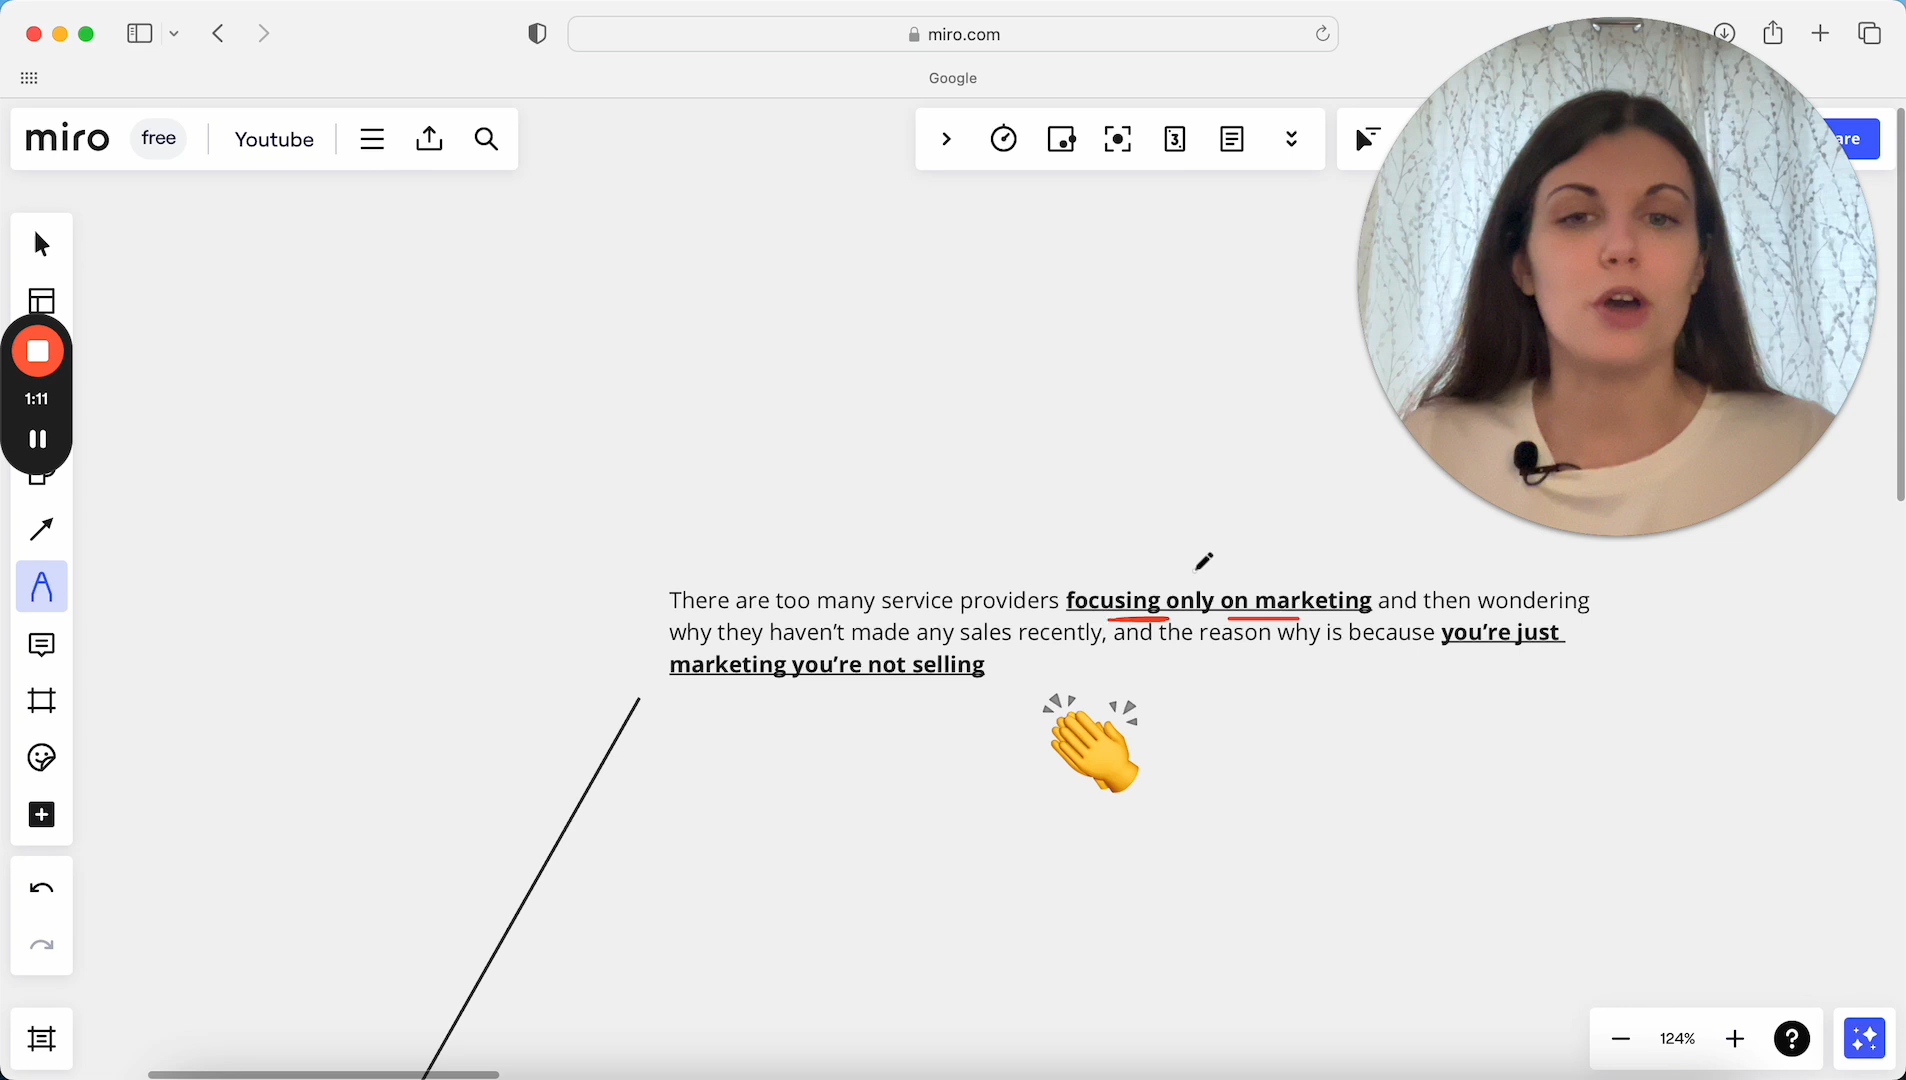 miro.com
Google
miro free Youtube
3
are
1:11
There are too many service providers focusing only on marketing and then wondering
why they haven’t made any sales recently, and the reason why is because you’re just
marketing you’re not selling
124% ?